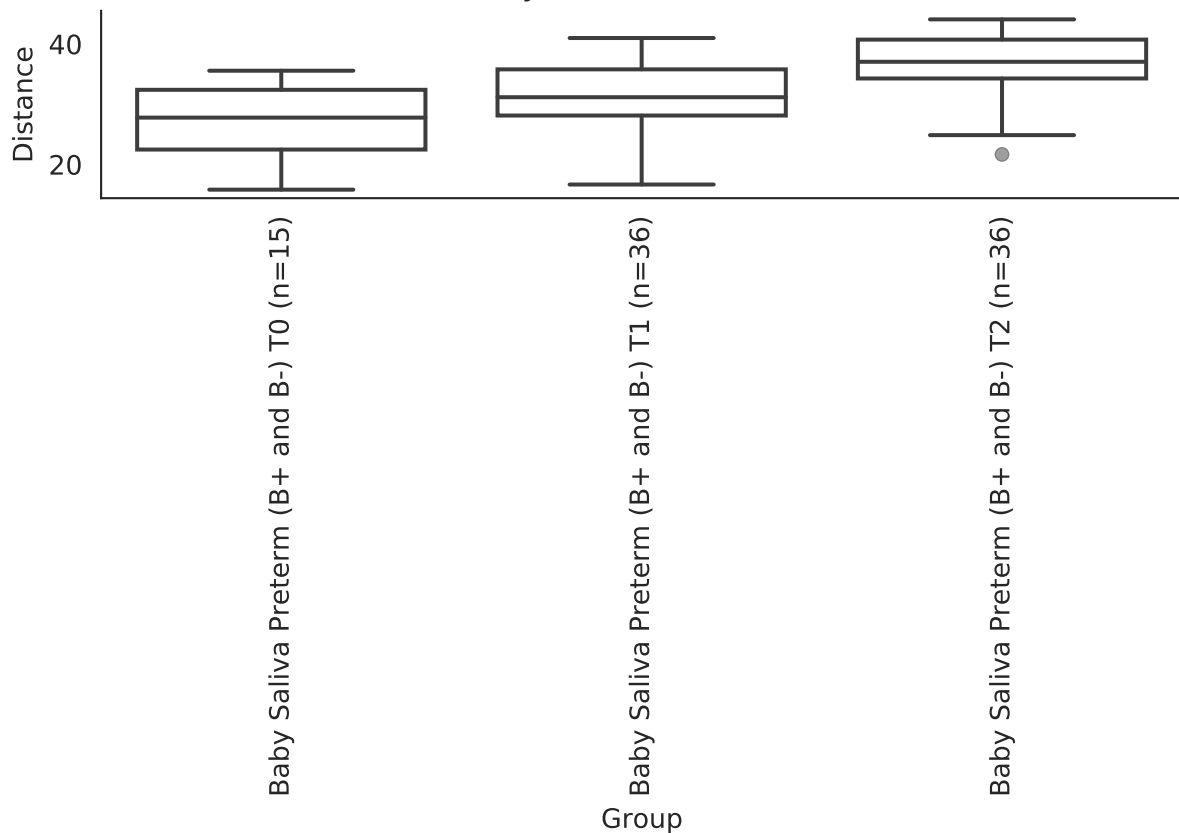 Distance
40
20
Baby Saliva Preterm (B+ and B-) T0 (n=15)
Baby Saliva Preterm (B+ and B-) T1 (n=36)
Baby Saliva Preterm (B+ and B-) T2 (n=36)
Group